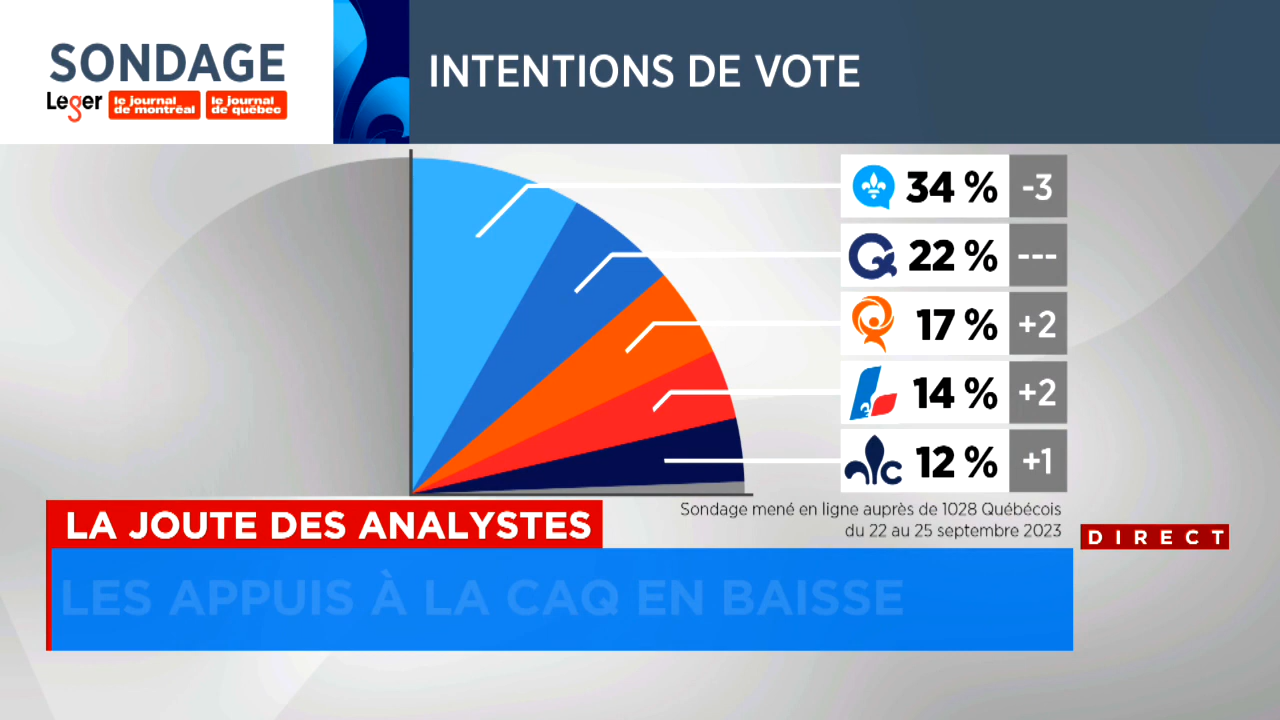 SONDAGE
Leger le journal de montréal le journal de québec
INTENTIONS DE VOTE
34 % -3
22 % ---
17 % +2
14 % +2
12 % +1
Sondage mené en ligne auprès de 1028 Québécois
du 22 au 25 septembre 2023
LA JOUTE DES ANALYSTES
DIRECT
LES APPUIS À LA CAQ EN BAISSE